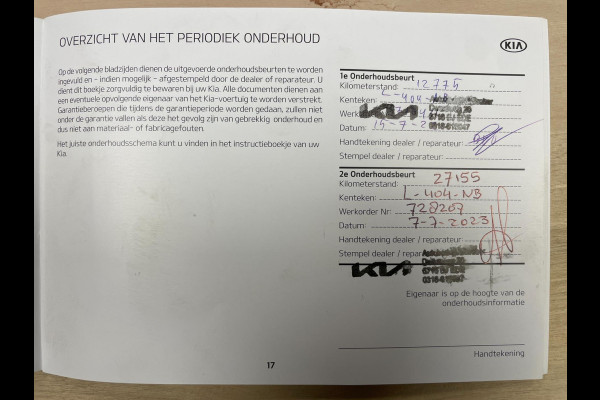 OVERZICHT VAN HET PERIODIEK ONDERHOUD
KIA
Op de volgende bladzijden dienen de uitgevoerde onderhoudsbeurten te worden
ingevuld en - indien mogelijk - afgestempeld door de dealer of reparateur. U
dient dit boekje zorgvuldig te bewaren bij uw Kia. Alle documenten dienen aan
een eventuele opvolgende eigenaar van het Kia-voertuig te worden verstrekt.
Garantieberoepen die tijdens de garantieperiode worden gedaan, zullen niet
onder de garantie vallen als deze het gevolg zijn van gebrekkig onderhoud en
dus niet aan materiaal- of fabricagefouten.
Het juiste onderhoudsschema kunt u vinden in het instructieboekje van uw
Kia.
1e Onderhoudsbeurt
Kilometerstand: 12775
Kenteken: L-404-NB
Datum: 15-7-2
Handtekening dealer / reparateur:
Stempel dealer / reparateur:
2e Onderhoudsbeurt
Kilometerstand: 27155
Kenteken: L-404-NB
Werkorder Nr: 728207
Datum: 7-7-2023
Handtekening dealer / reparateur:
Stempel dealer /
KIA
Eigenaar is op de hoogte van de
onderhoudsinformatie
Handtekening
17